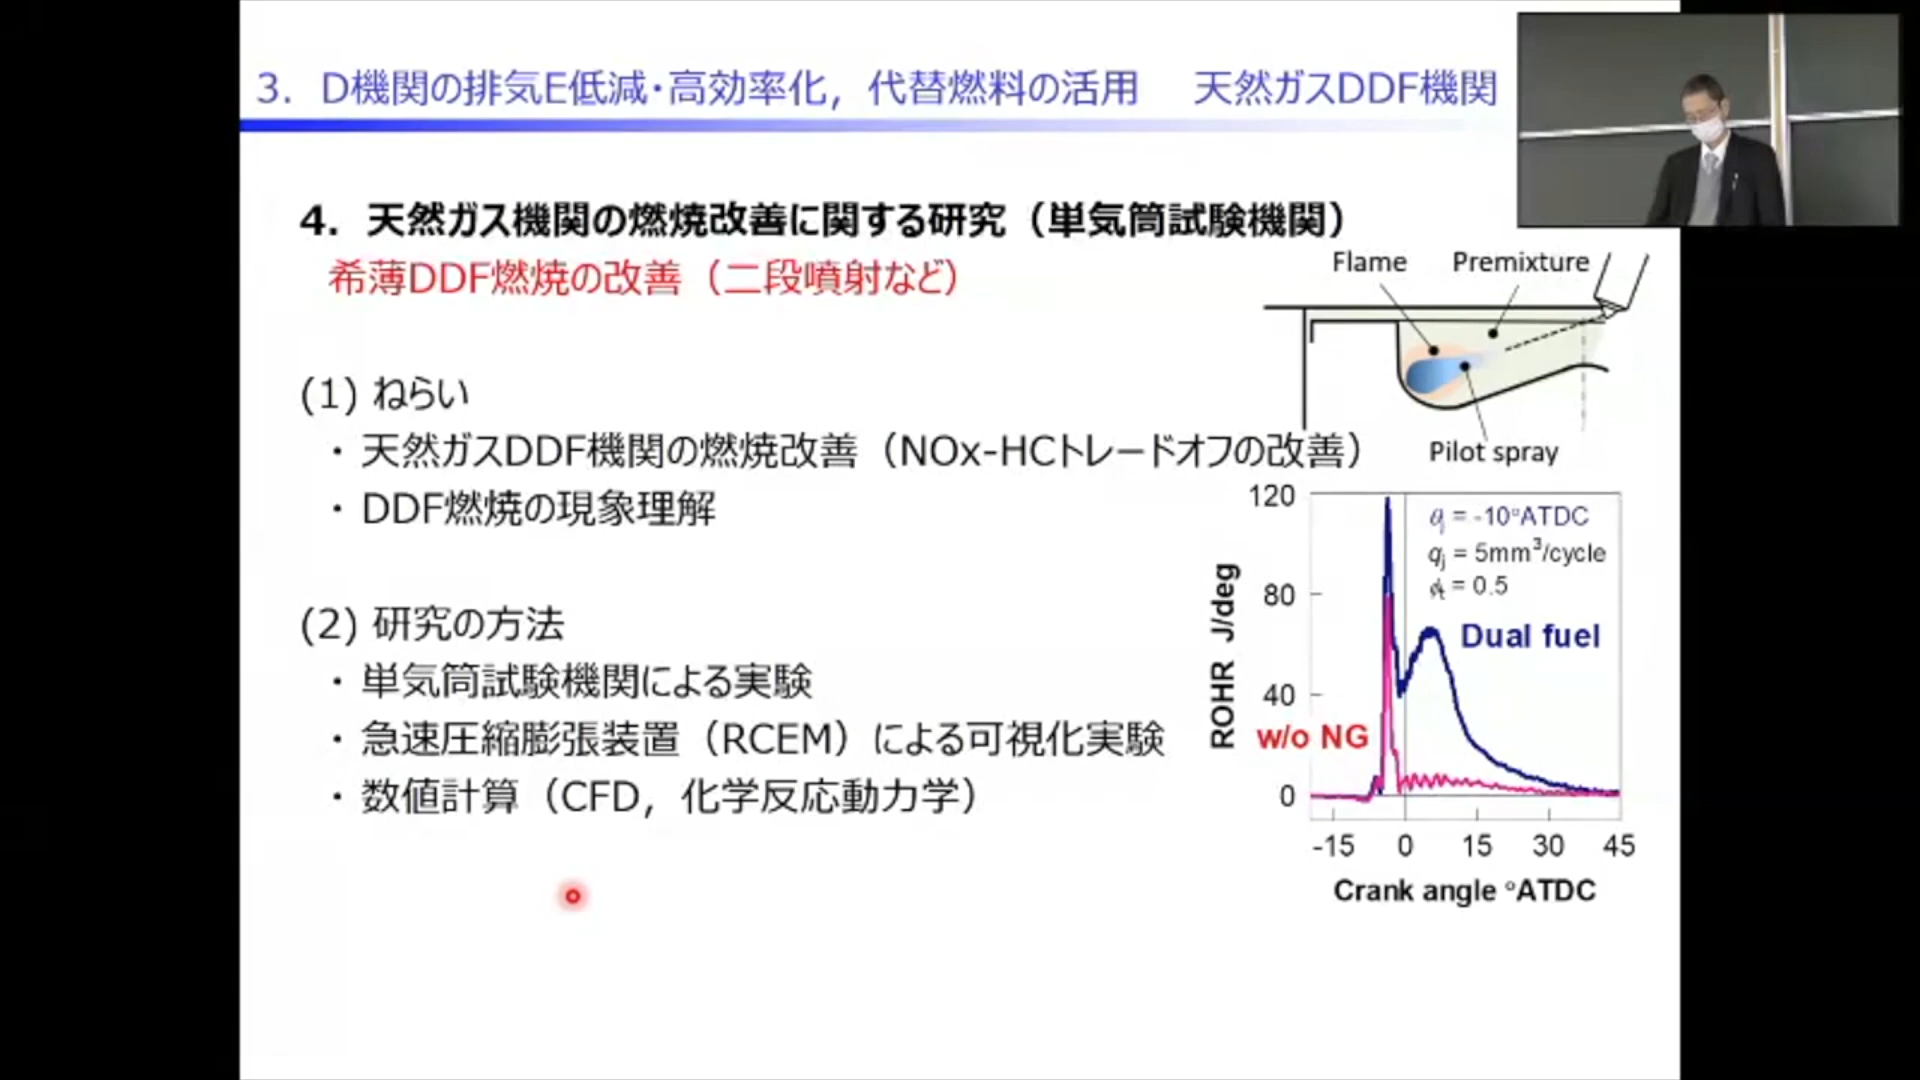 3．D機関の排気E低減・高効率化，代替燃料の活用　天然ガスDDF機関
4．天然ガス機関の燃焼改善に関する研究（単気筒試験機関）
希薄DDF燃焼の改善（二段噴射など）
(1) ねらい
・ 天然ガスDDF機関の燃焼改善（NOx-HCトレードオフの改善）
・ DDF燃焼の現象理解
(2) 研究の方法
・ 単気筒試験機関による実験
・ 急速圧縮膨張装置（RCEM）による可視化実験
・ 数値計算（CFD，化学反応動力学）
Flame Premixture
Pilot spray
120
80
40
0
ROHR J/deg
θj = -10°ATDC
qj = 5mm³/cycle
ϕt = 0.5
Dual fuel
w/o NG
-15 0 15 30 45
Crank angle °ATDC